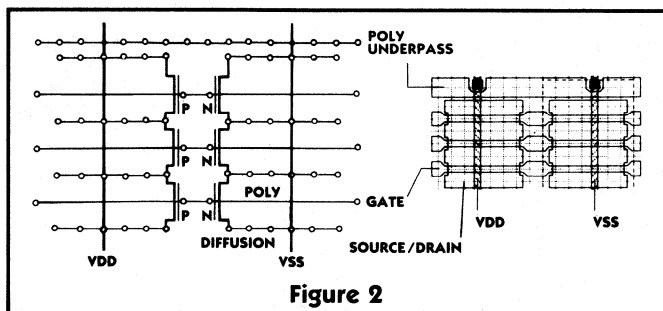 POLY
UNDERPASS
P N
P N
POLY
P N
GATE
DIFFUSION
SOURCE/DRAIN
VDD
VSS
VDD
VSS
Figure 2